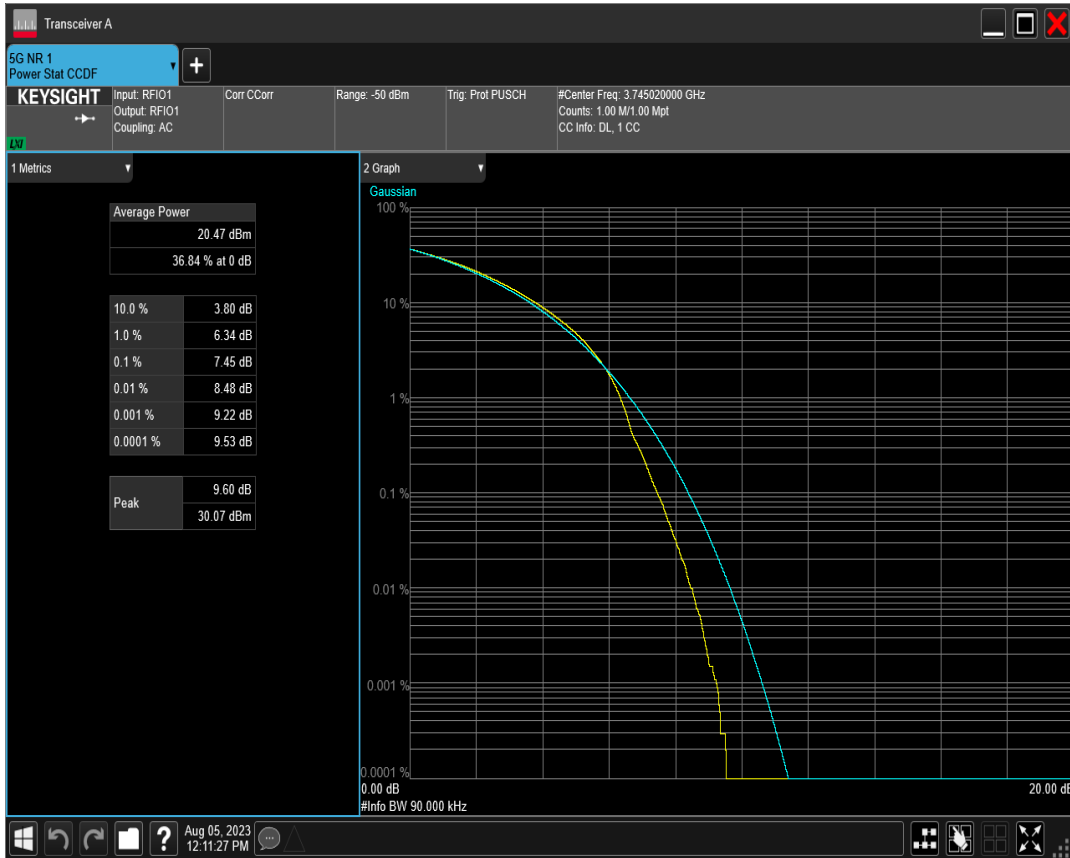 Transceiver A
5G NR 1
Power Stat CCDF
+
KEYSIGHT
LXI
Input: RFIO1
Output: RFIO1
Coupling: AC
Corr CCorr
Range: -50 dBm
Trig: Prot PUSCH
#Center Freq: 3.745020000 GHz
Counts: 1.00 M/1.00 Mpt
CC Info: DL, 1 CC
1 Metrics
Average Power
20.47 dBm
36.84 % at 0 dB
10.0 % 3.80 dB
1.0 % 6.34 dB
0.1 % 7.45 dB
0.01 % 8.48 dB
0.001 % 9.22 dB
0.0001 % 9.53 dB
Peak
9.60 dB
30.07 dBm
2 Graph
Gaussian
100 %
10 %
1 %
0.1 %
0.01 %
0.001 %
0.0001 %
0.00 dB
20.00 dB
#Info BW 90.000 kHz
?
Aug 05, 2023
12:11:27 PM